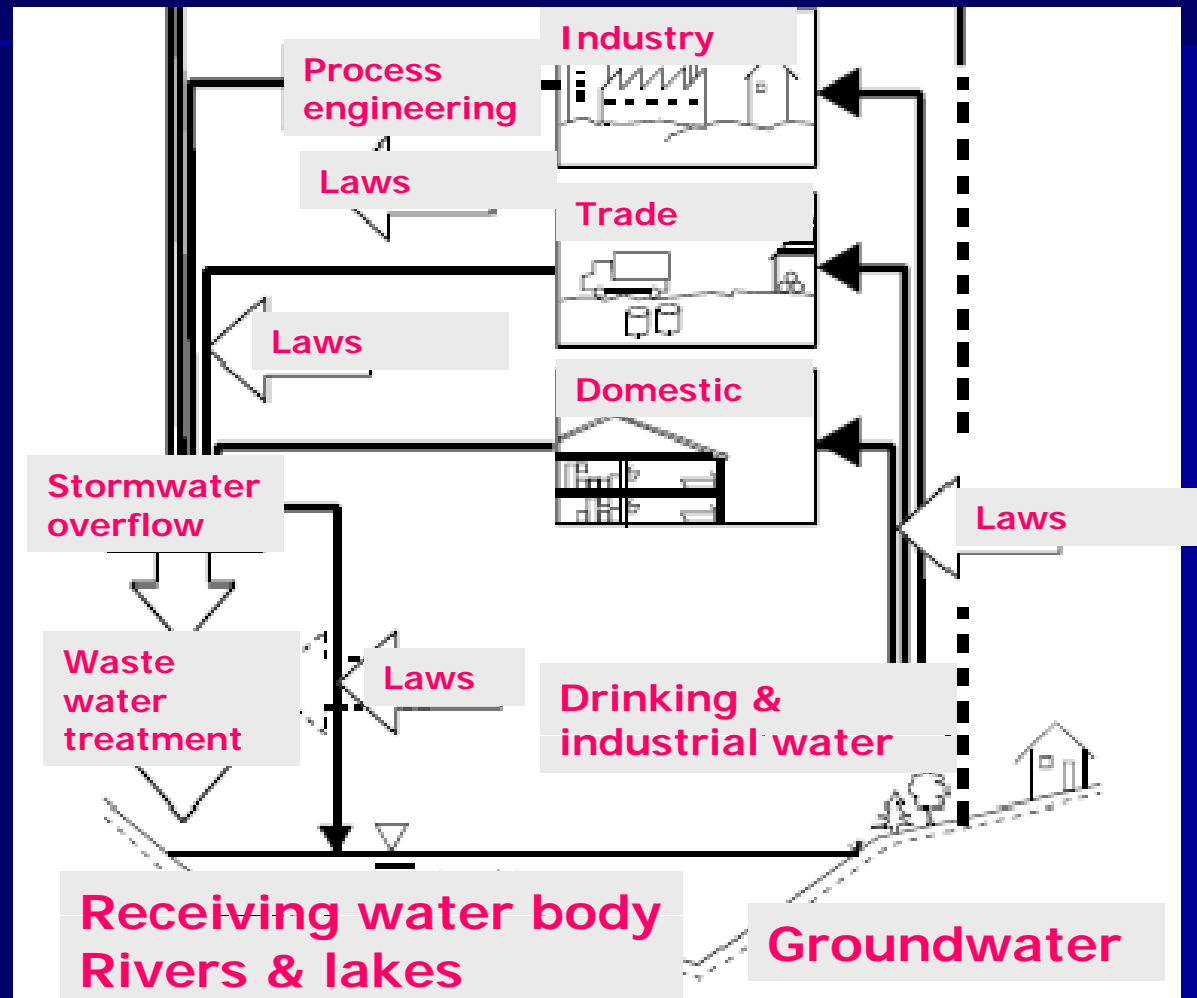 Industry
Process
engineering
Laws
Trade
Laws
Domestic
Stormwater
overflow
Laws
Waste
water
treatment
Laws
Drinking &
industrial water
Receiving water body
Rivers & lakes
Groundwater